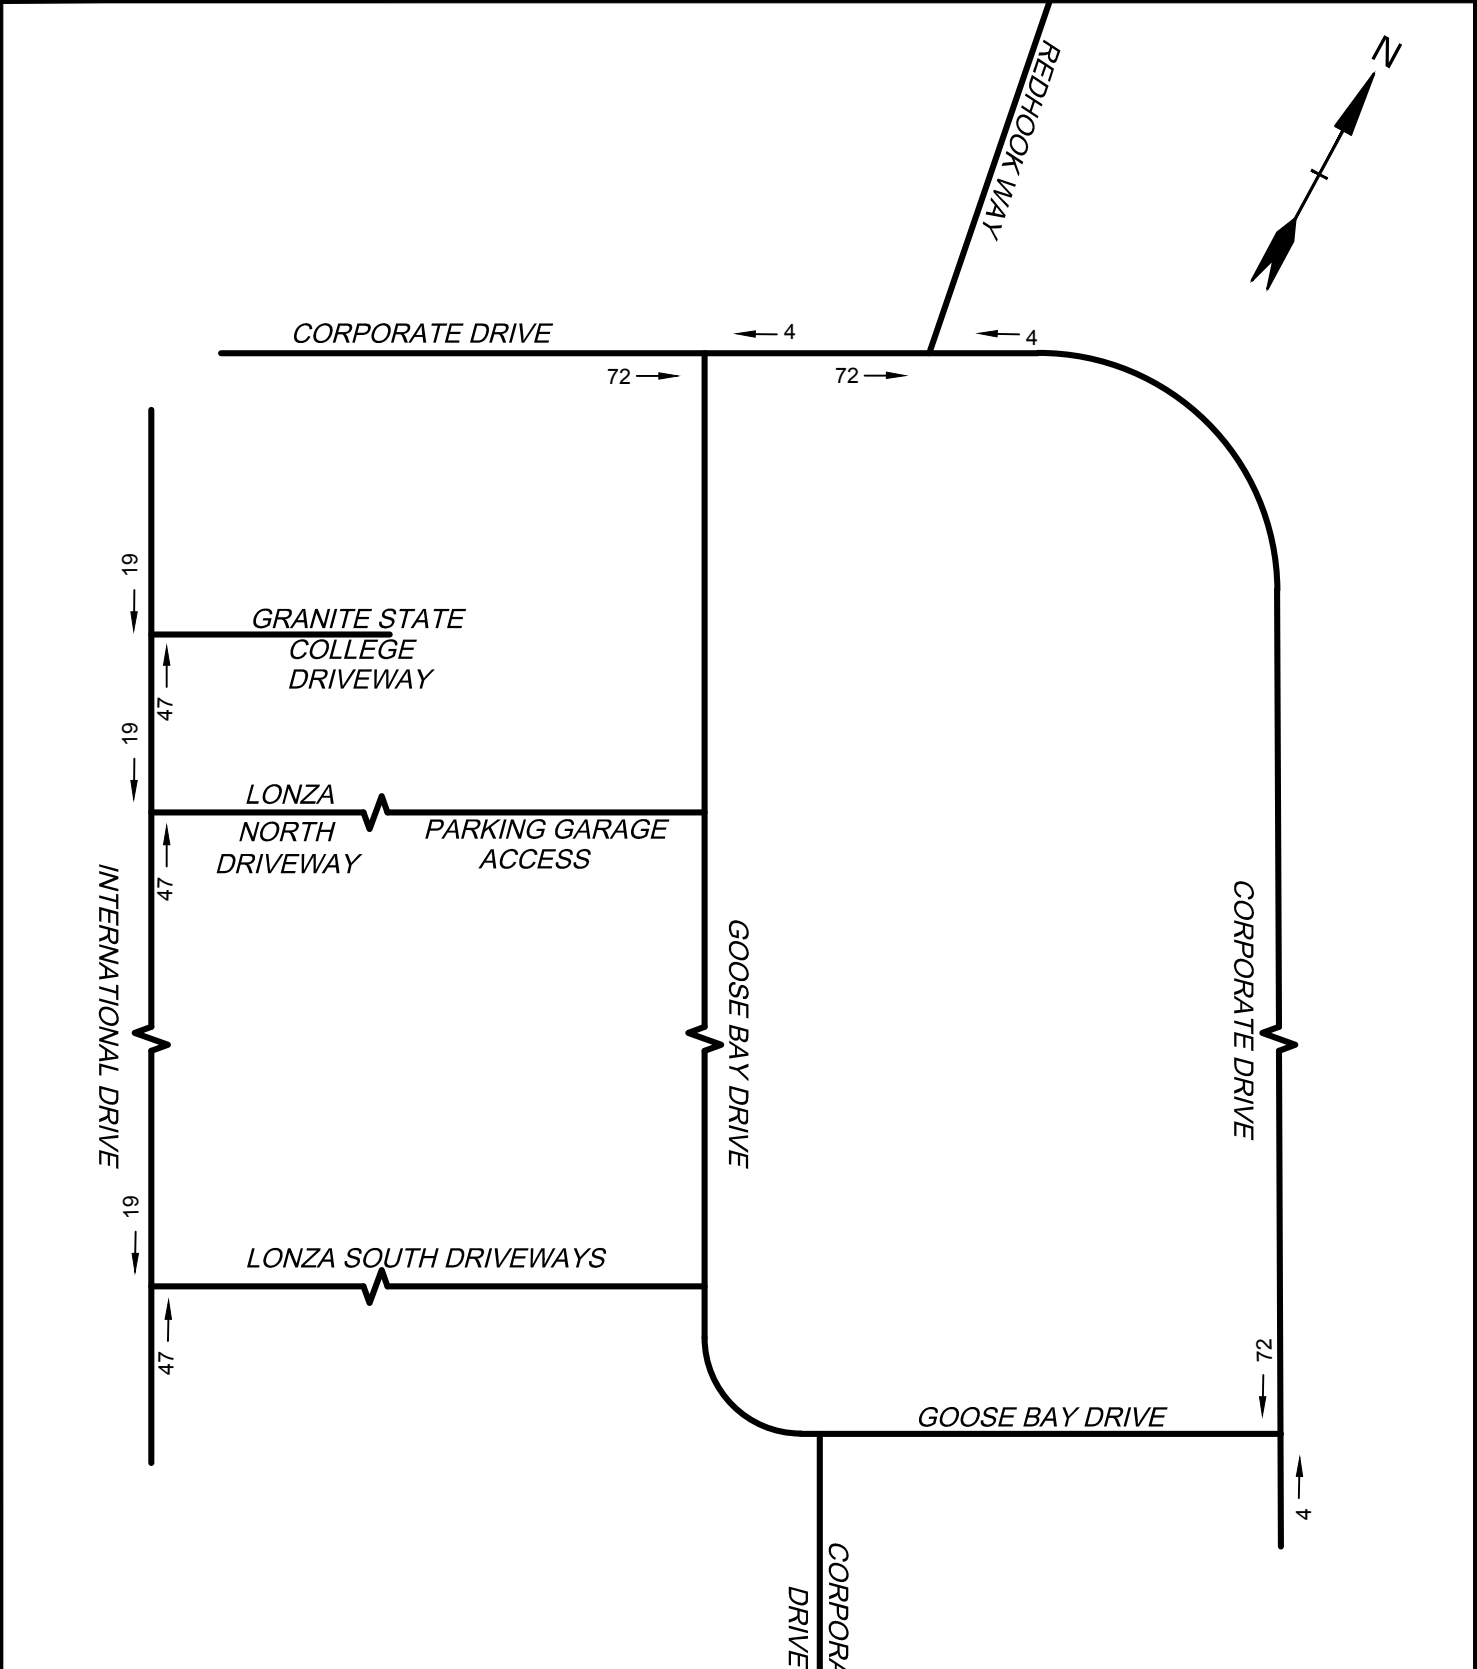 N
REDHOOK WAY
CORPORATE DRIVE
4
4
72
72
19
GRANITE STATE
COLLEGE
DRIVEWAY
47
19
LONZA
NORTH
DRIVEWAY
PARKING GARAGE
ACCESS
47
INTERNATIONAL DRIVE
GOOSE BAY DRIVE
CORPORATE DRIVE
19
LONZA SOUTH DRIVEWAYS
47
72
GOOSE BAY DRIVE
4
CORPORA
DRIVE